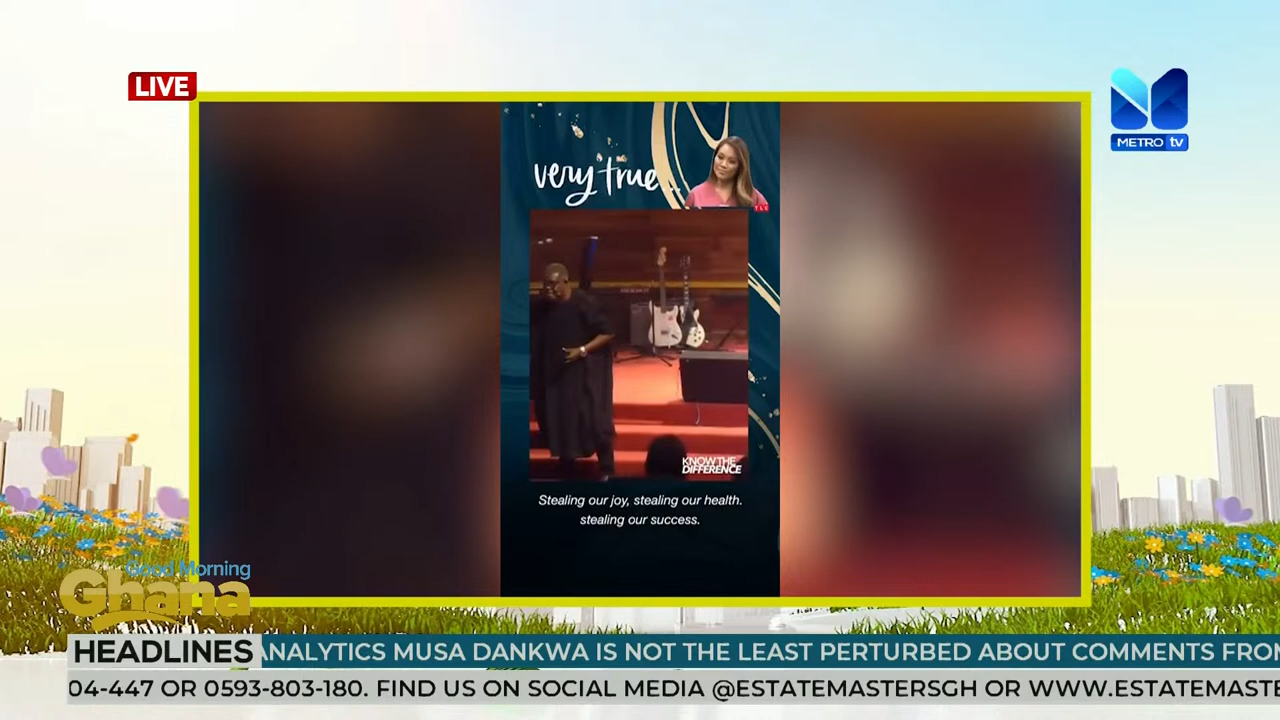 LIVE
METRO tv
very true
TLC
KNOW THE
DIFFERENCE
Stealing our joy, stealing our health.
stealing our success.
Good Morning
Ghana
HEADLINES
ANALYTICS MUSA DANKWA IS NOT THE LEAST PERTURBED ABOUT COMMENTS FROM
04-447 OR 0593-803-180. FIND US ON SOCIAL MEDIA @ESTATEMASTERSGH OR WWW.ESTATEMASTE